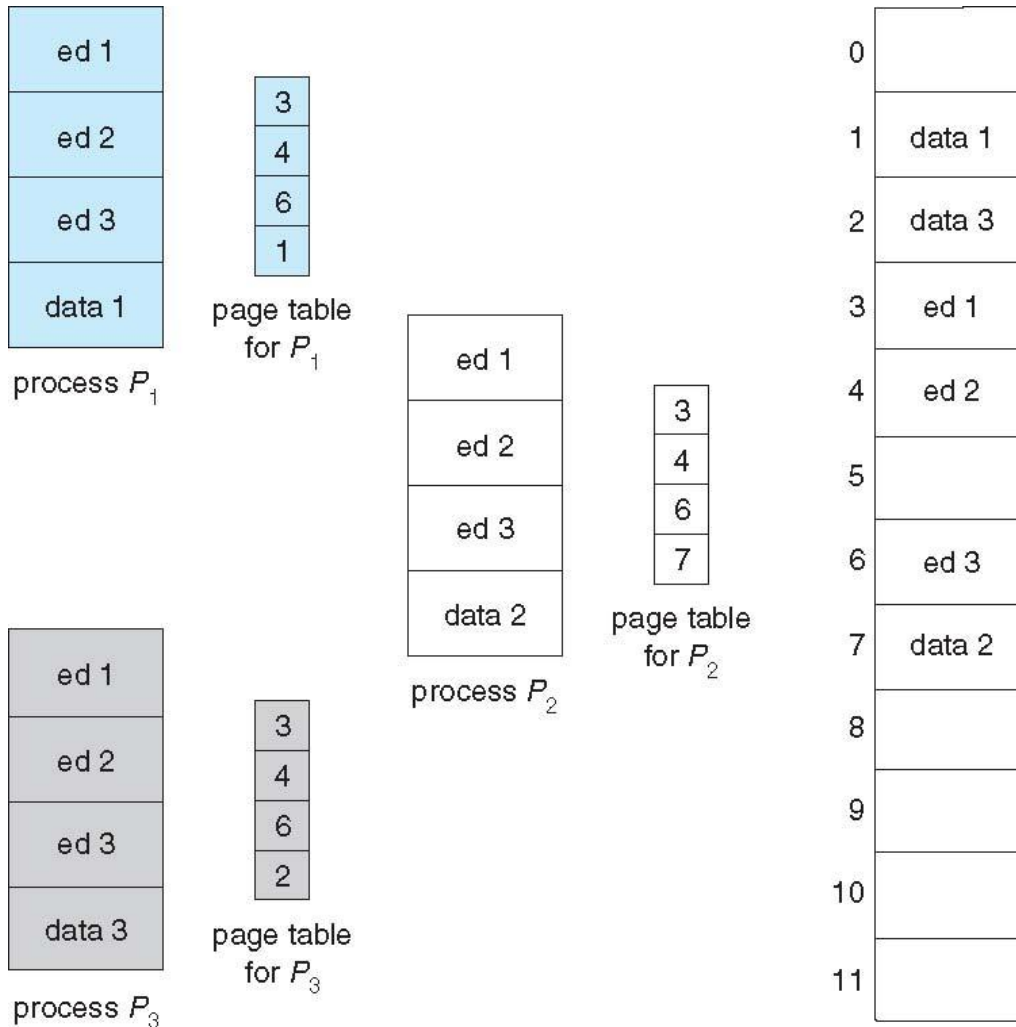 ed 1
ed 2
ed 3
data 1
process P1
3
4
6
1
page table
for P1
ed 1
ed 2
ed 3
data 2
process P2
3
4
6
7
page table
for P2
ed 1
ed 2
ed 3
data 3
process P3
3
4
6
2
page table
for P3
0
1 data 1
2 data 3
3 ed 1
4 ed 2
5
6 ed 3
7 data 2
8
9
10
11